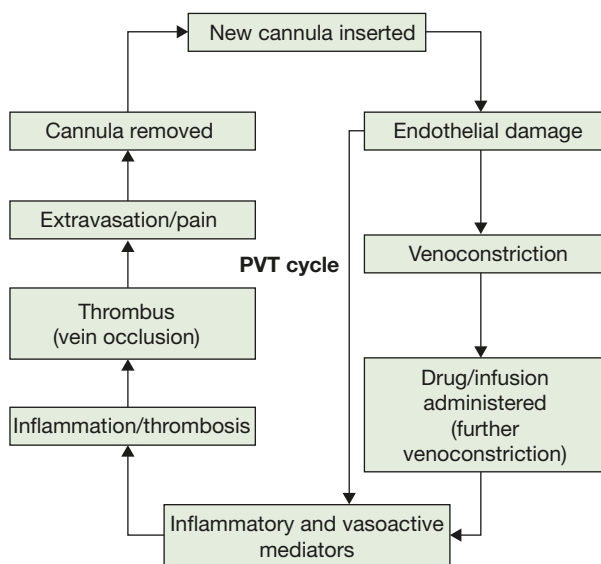 New cannula inserted
Cannula removed
Endothelial damage
Extravasation/pain
PVT cycle
Venoconstriction
Thrombus
(vein occlusion)
Drug/infusion
administered
(further
venoconstriction)
Inflammation/thrombosis
Inflammatory and vasoactive
mediators